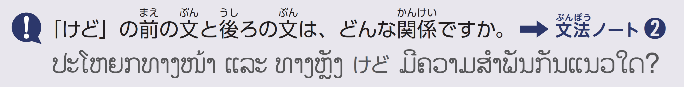 「けど」の前の文と後ろの文は、どんな関係ですか。 ➡ 文法ノート❷
ປະໂຫຍກທາງໜ້າ ແລະ ທາງຫຼັງ けど ມີຄວາມສຳພັນກັນແນວໃດ?